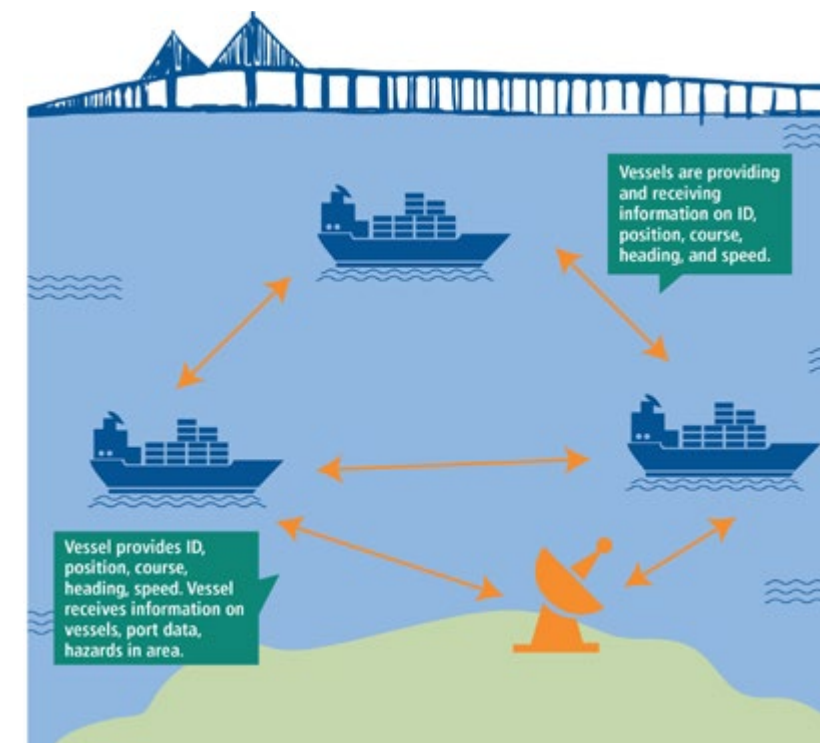 Vessels are providing
and receiving
information on ID,
position, course,
heading, and speed.
Vessel provides ID,
position, course,
heading, speed. Vessel
receives information on
vessels, port data,
hazards in area.